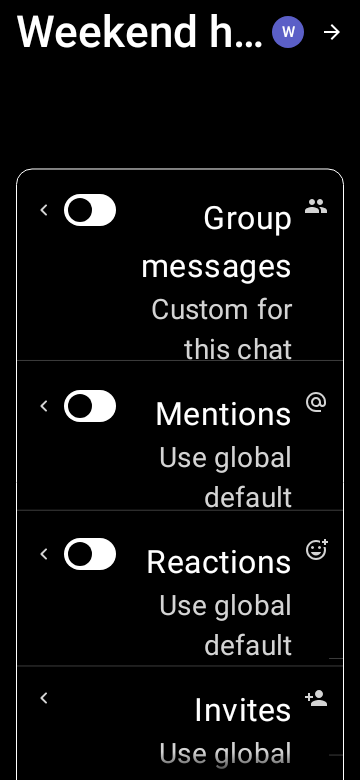 Weekend h…
W
Group
messages
Custom for
this chat
Mentions
Use global
default
Reactions
Use global
default
Invites
Use global